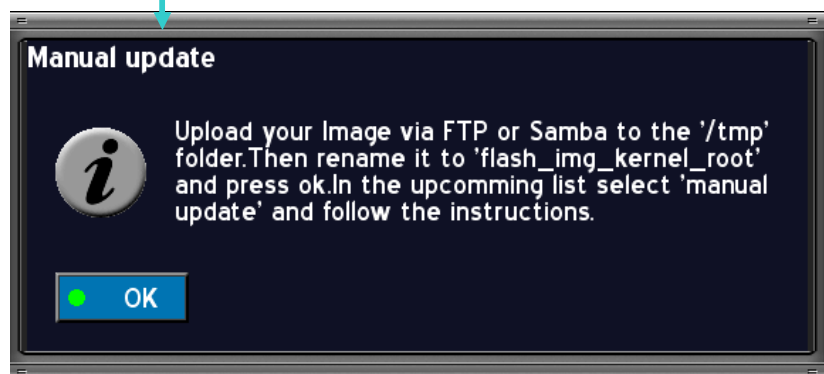 Manual update
Upload your Image via FTP or Samba to the '/tmp'
folder.Then rename it to 'flash_img_kernel_root'
and press ok.In the upcomming list select 'manual
update' and follow the instructions.
OK